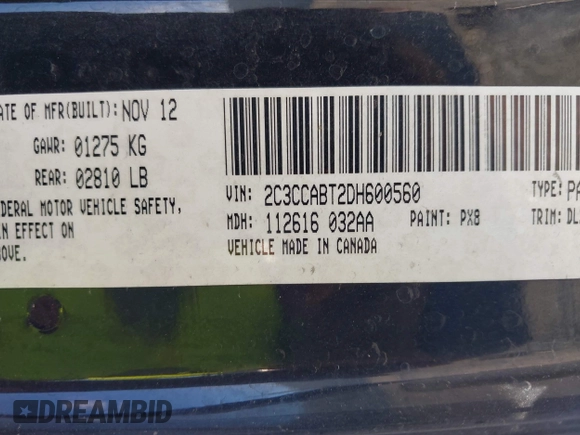 ATE OF MFR(BUILT): NOV 12
GAWR: 01275 KG
REAR: 02810 LB
DERAL MOTOR VEHICLE SAFETY,
IN EFFECT ON
OVE.
VIN: 2C3CCABT2DH600560
TYPE: PA
MDH: 112616 032AA
PAINT: PX8
TRIM: DL
VEHICLE MADE IN CANADA
DREAMBID